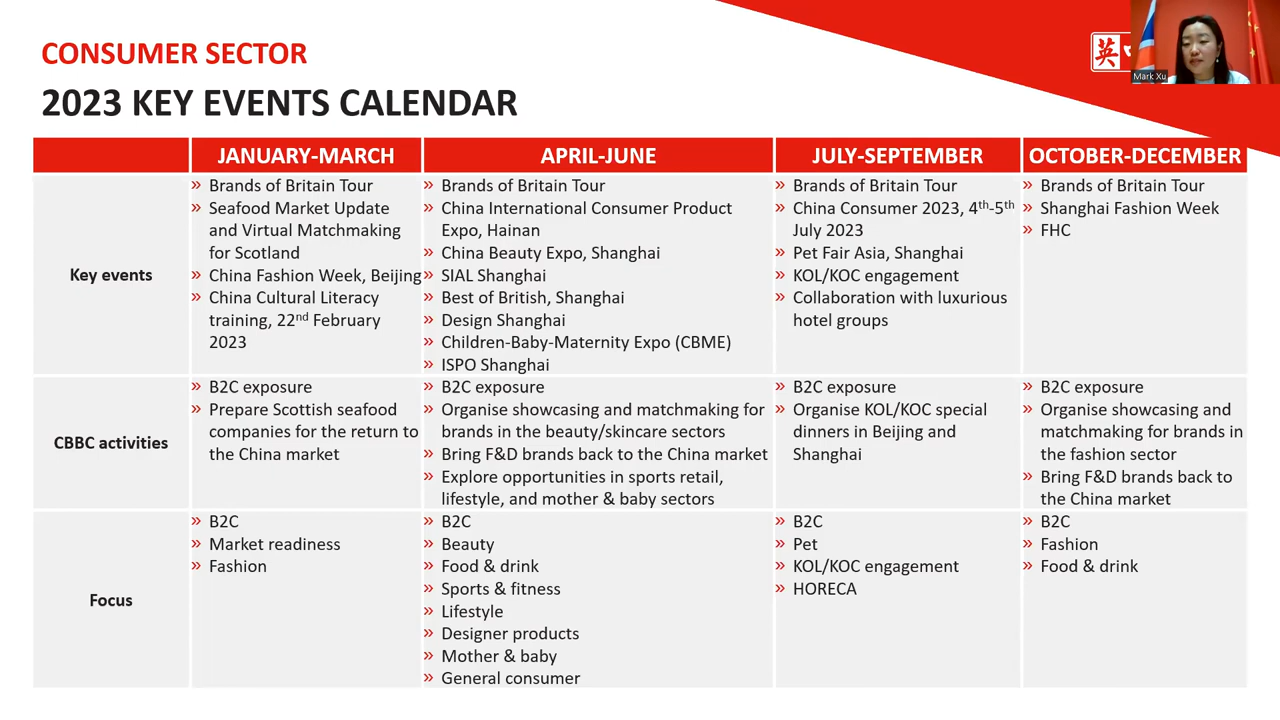 CONSUMER SECTOR
2023 KEY EVENTS CALENDAR
英
Mark Xu
JANUARY-MARCH
APRIL-JUNE
JULY-SEPTEMBER
OCTOBER-DECEMBER
Key events
» Brands of Britain Tour
» Seafood Market Update
and Virtual Matchmaking
for Scotland
» China Fashion Week, Beijing
» China Cultural Literacy
training, 22nd February
2023
» Brands of Britain Tour
» China International Consumer Product
Expo, Hainan
» China Beauty Expo, Shanghai
» SIAL Shanghai
» Best of British, Shanghai
» Design Shanghai
» Children-Baby-Maternity Expo (CBME)
» ISPO Shanghai
» Brands of Britain Tour
» China Consumer 2023, 4th-5th
July 2023
» Pet Fair Asia, Shanghai
» KOL/KOC engagement
» Collaboration with luxurious
hotel groups
» Brands of Britain Tour
» Shanghai Fashion Week
» FHC
CBBC activities
» B2C exposure
» Prepare Scottish seafood
companies for the return to
the China market
» B2C exposure
» Organise showcasing and matchmaking for
brands in the beauty/skincare sectors
» Bring F&D brands back to the China market
» Explore opportunities in sports retail,
lifestyle, and mother & baby sectors
» B2C exposure
» Organise KOL/KOC special
dinners in Beijing and
Shanghai
» B2C exposure
» Organise showcasing and
matchmaking for brands in
the fashion sector
» Bring F&D brands back to
the China market
Focus
» B2C
» Market readiness
» Fashion
» B2C
» Beauty
» Food & drink
» Sports & fitness
» Lifestyle
» Designer products
» Mother & baby
» General consumer
» B2C
» Pet
» KOL/KOC engagement
» HORECA
» B2C
» Fashion
» Food & drink